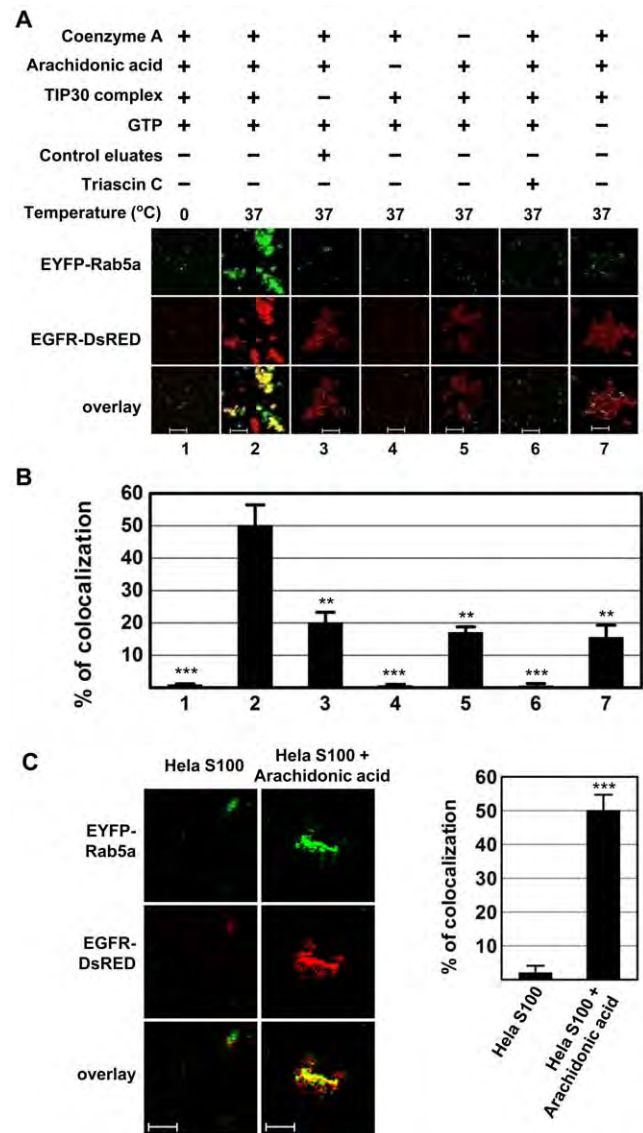 A
Coenzyme A + + + + − + +
Arachidonic acid + + + − + + +
TIP30 complex + + − + + + +
GTP + + + + + + −
Control eluates − − + − − − −
Triascin C − − − − − + −
Temperature (°C) 0 37 37 37 37 37 37
EYFP-Rab5a
EGFR-DsRED
overlay
1 2 3 4 5 6 7
B
% of colocalization
60
50
40
30
20
10
*** ** *** ** *** **
1 2 3 4 5 6 7
C
Hela S100
Hela S100 +
Arachidonic acid
EYFP-
Rab5a
EGFR-
DsRED
overlay
% of colocalization
60
50
40
30
20
10
***
Hela S100
Hela S100 +
Arachidonic acid